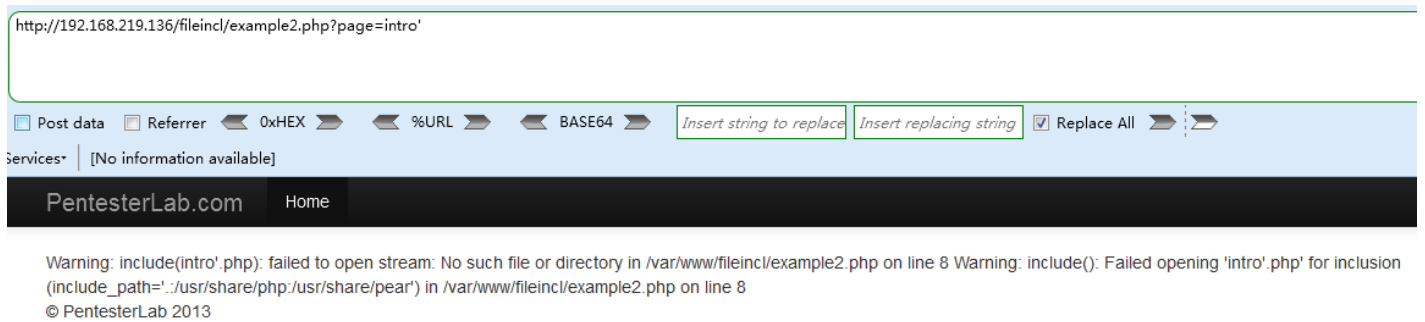 http://192.168.219.136/fileincl/example2.php?page=intro'
Post data Referrer 0xHEX %URL BASE64 Insert string to replace Insert replacing string Replace All
Services [No information available]
PentesterLab.com Home
Warning: include(intro'.php): failed to open stream: No such file or directory in /var/www/fileincl/example2.php on line 8 Warning: include(): Failed opening 'intro'.php' for inclusion
(include_path='.:/usr/share/php:/usr/share/pear') in /var/www/fileincl/example2.php on line 8
© PentesterLab 2013